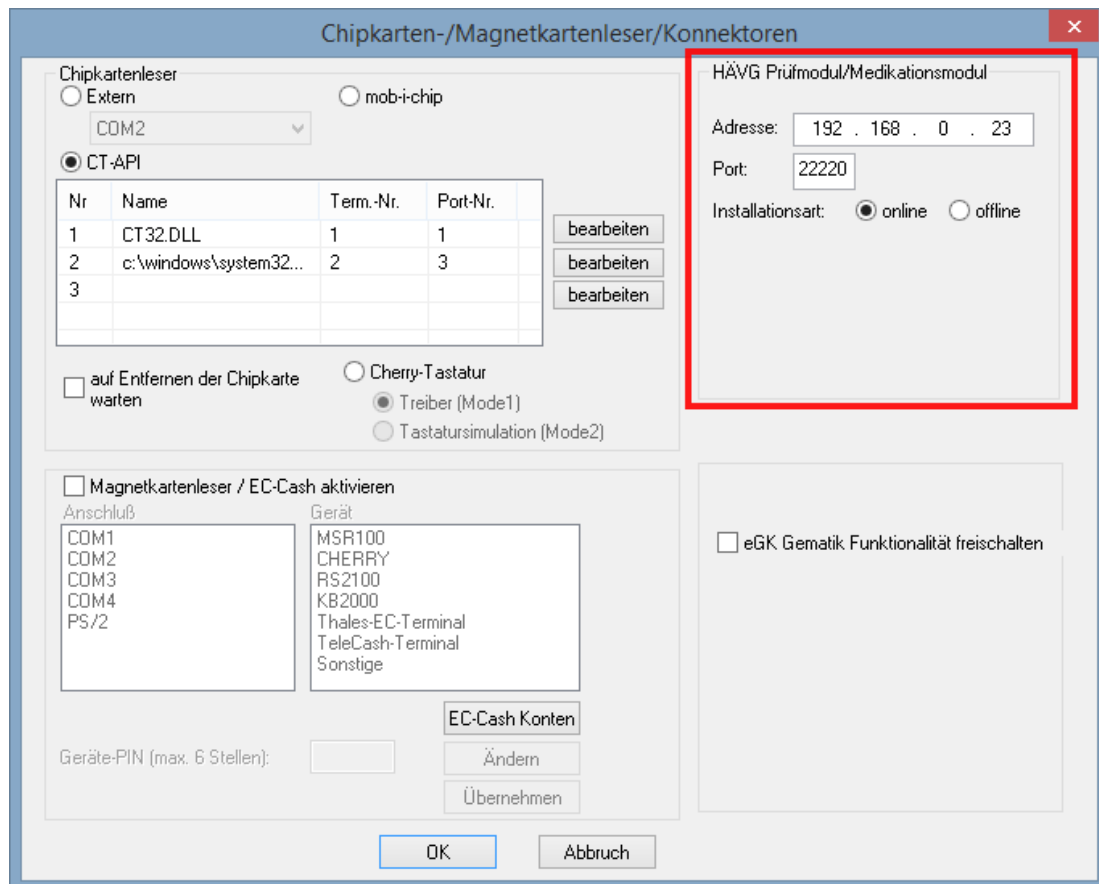 Chipkarten-/Magnetkartenleser/Konnektoren
Chipkartenleser
Extern
mob-i-chip
COM2
CT-API
Nr Name Term.-Nr. Port-Nr.
1 CT32.DLL 1 1
bearbeiten
2 c:\windows\system32... 2 3
bearbeiten
3
bearbeiten
auf Entfernen der Chipkarte
warten
Cherry-Tastatur
Treiber (Mode1)
Tastatursimulation (Mode2)
HÄVG Prüfmodul/Medikationsmodul
Adresse: 192 . 168 . 0 . 23
Port: 22220
Installationsart: online offline
Magnetkartenleser / EC-Cash aktivieren
Anschluß
COM1
COM2
COM3
COM4
PS/2
Gerät
MSR100
CHERRY
RS2100
KB2000
Thales-EC-Terminal
TeleCash-Terminal
Sonstige
EC-Cash Konten
Geräte-PIN (max. 6 Stellen):
Ändern
Übernehmen
eGK Gematik Funktionalität freischalten
OK
Abbruch